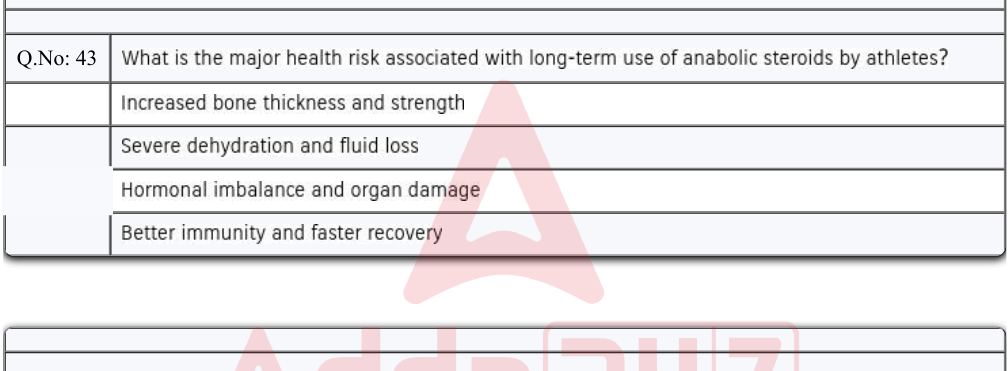 Q.No: 43 What is the major health risk associated with long-term use of anabolic steroids by athletes?
Increased bone thickness and strength
Severe dehydration and fluid loss
Hormonal imbalance and organ damage
Better immunity and faster recovery